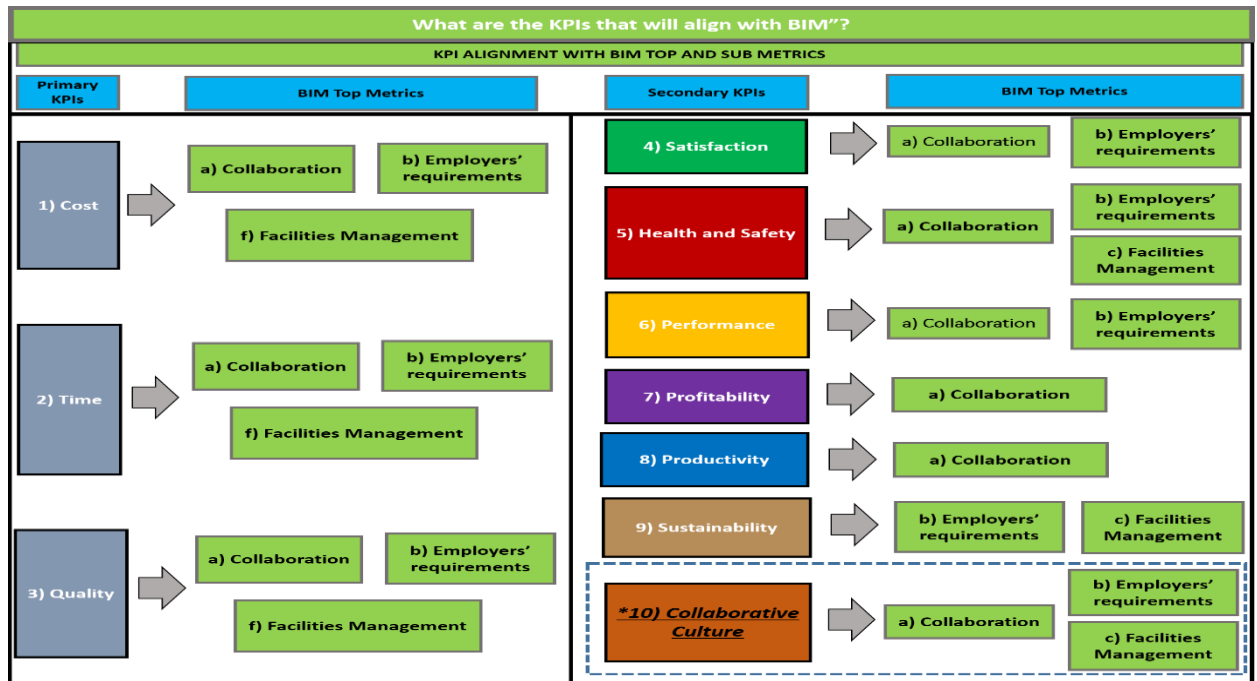 What are the KPIs that will align with BIM”?
KPI ALIGNMENT WITH BIM TOP AND SUB METRICS
Primary
KPIs
BIM Top Metrics
1) Cost
a) Collaboration
b) Employers’
requirements
f) Facilities Management
2) Time
a) Collaboration
b) Employers’
requirements
f) Facilities Management
3) Quality
a) Collaboration
b) Employers’
requirements
f) Facilities Management
Secondary KPIs
BIM Top Metrics
4) Satisfaction
a) Collaboration
b) Employers’
requirements
5) Health and Safety
a) Collaboration
b) Employers’
requirements
c) Facilities
Management
6) Performance
a) Collaboration
b) Employers’
requirements
7) Profitability
a) Collaboration
8) Productivity
a) Collaboration
9) Sustainability
b) Employers’
requirements
c) Facilities
Management
*10) Collaborative
Culture
a) Collaboration
b) Employers’
requirements
c) Facilities
Management